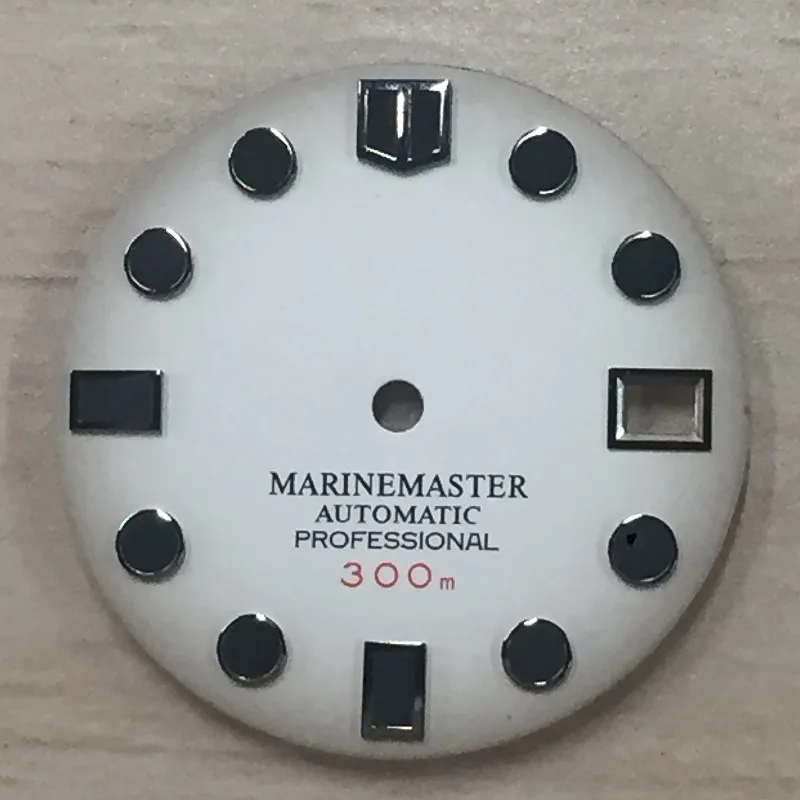 MARINEMASTER
AUTOMATIC
PROFESSIONAL
300m